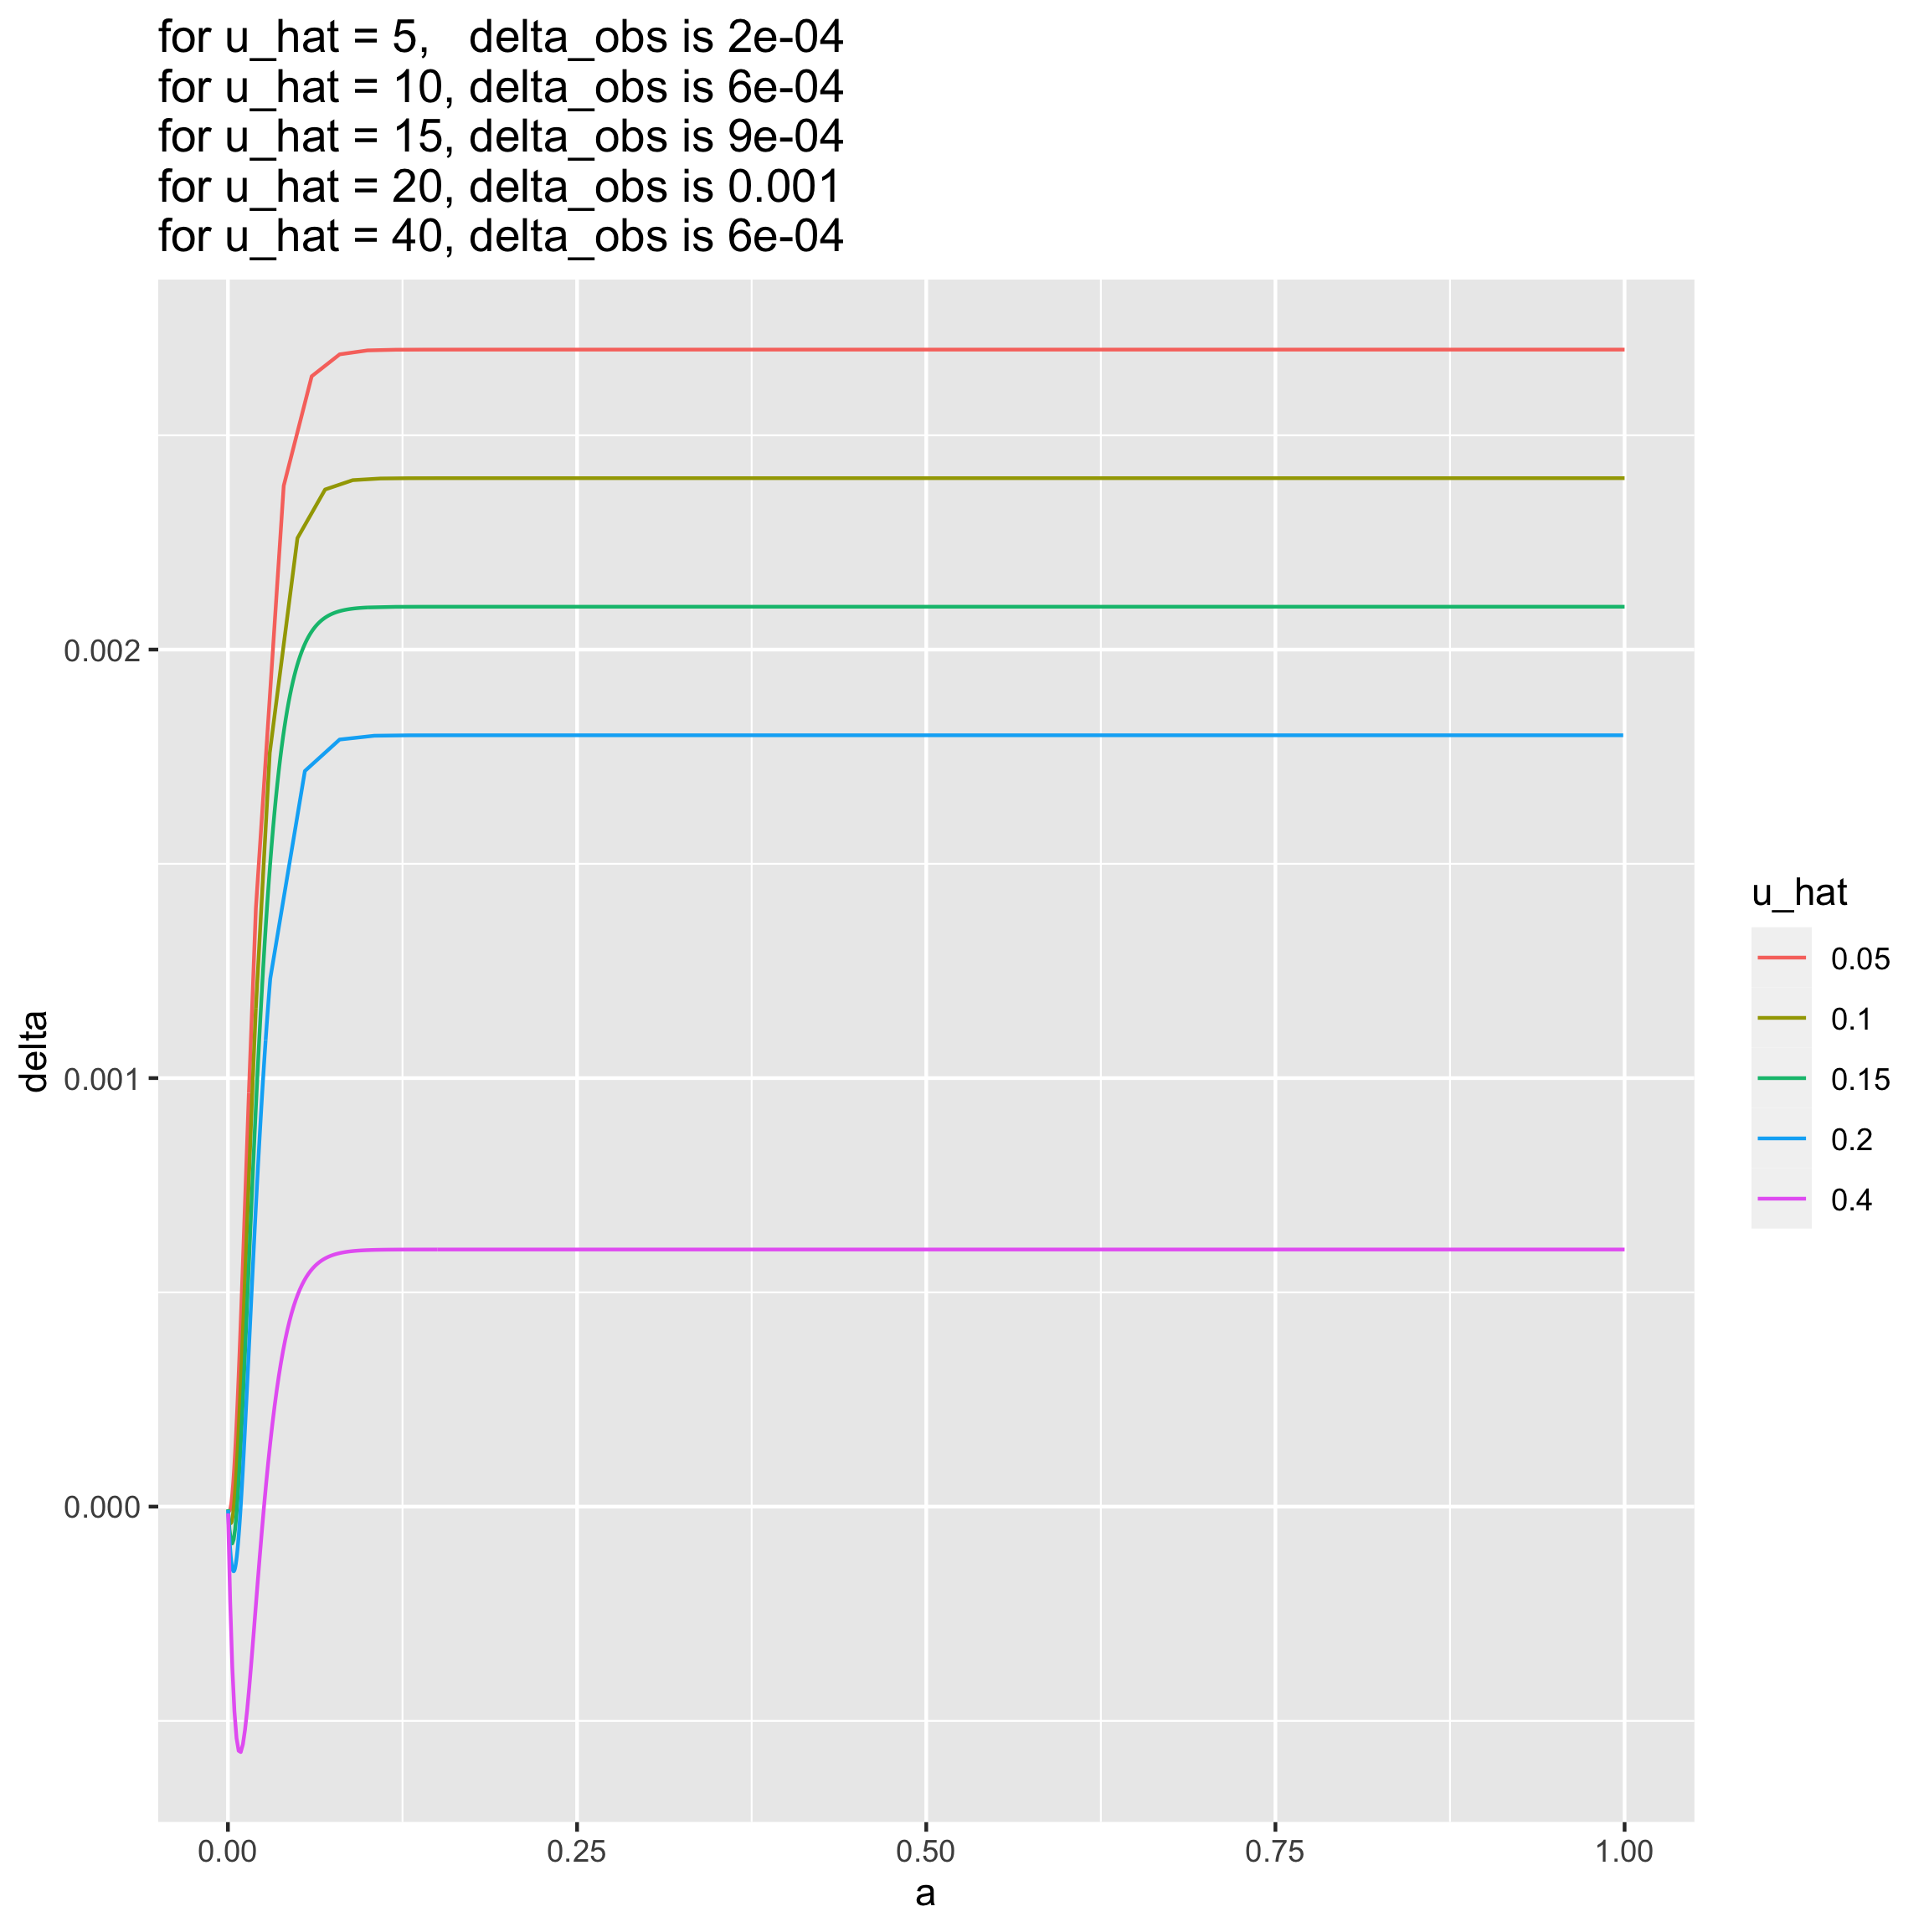 for u_hat = 5,   delta_obs is 2e-04
for u_hat = 10, delta_obs is 6e-04
for u_hat = 15, delta_obs is 9e-04
for u_hat = 20, delta_obs is 0.001
for u_hat = 40, delta_obs is 6e-04
0.002
0.001
0.000
delta
0.00 0.25 0.50 0.75 1.00
a
u_hat
0.05
0.1
0.15
0.2
0.4